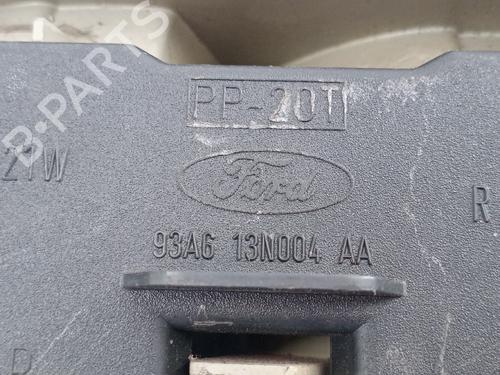 PP-20T
B-PARTS
21W
Ford
R
93A6 13N004 AA
D